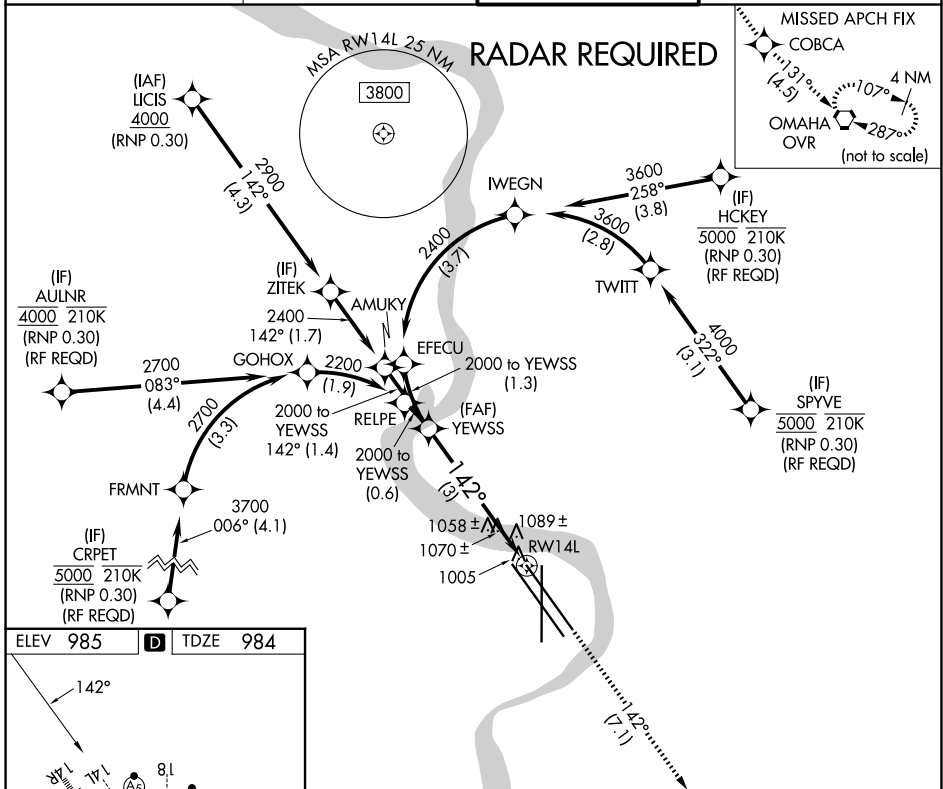 RADAR REQUIRED
MSA RW14L 25 NM
3800
MISSED APCH FIX
COBCA
131°
(4.5)
4 NM
107°
OMAHA
OVR
287°
(not to scale)
(IAF)
LICIS
4000
(RNP 0.30)
2900
142°
(4.3)
IWEGN
3600
258°
(3.8)
(IF)
HCKEY
5000 210K
(RNP 0.30)
(RF REQD)
3600
(2.8)
TWITT
2400
(3.7)
4000
322°
(3.1)
(IF)
SPYVE
5000 210K
(RNP 0.30)
(RF REQD)
(IF)
ZITEK
AMUKY
2400
142° (1.7)
(IF)
AULNR
4000 210K
(RNP 0.30)
(RF REQD)
2700
083°
(4.4)
GOHOX
2200
(1.9)
EFECU
2000 to YEWSS
(1.3)
2000 to
YEWSS
142° (1.4)
RELPE
(FAF)
YEWSS
2000 to
YEWSS
(0.6)
2700
(3.3)
FRMNT
3700
006° (4.1)
(IF)
CRPET
5000 210K
(RNP 0.30)
(RF REQD)
142°
(3)
1058 ±
1089 ±
1070 ±
1005
RW14L
142°
(7.1)
ELEV 985
D
TDZE 984
142°
14R
14L
A5
18